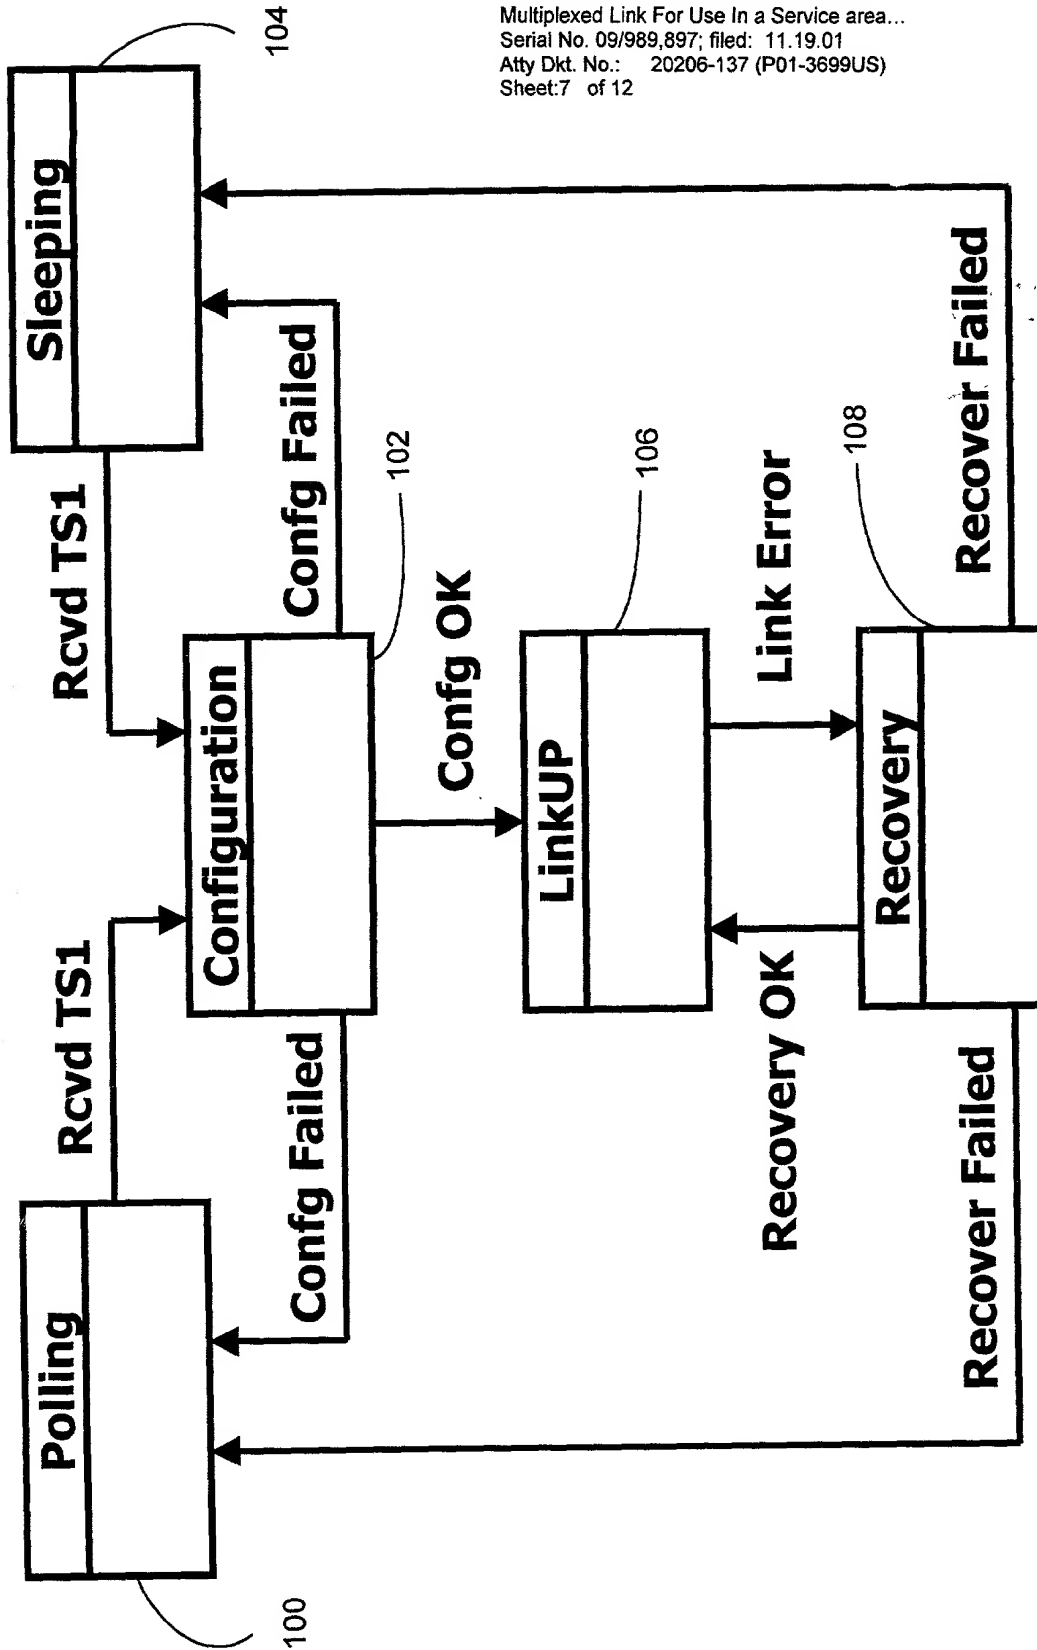 Multiplexed Link For Use In a Service area...
Serial No. 09/989,897; filed: 11.19.01
Atty Dkt. No.: 20206-137 (P01-3699US)
Sheet:7 of 12
Polling
100
Rcvd TS1
Rcvd TS1
Sleeping
104
Configuration
102
Confg Failed
Confg Failed
Confg OK
LinkUP
106
Recovery OK
Link Error
Recovery
108
Recover Failed
Recover Failed